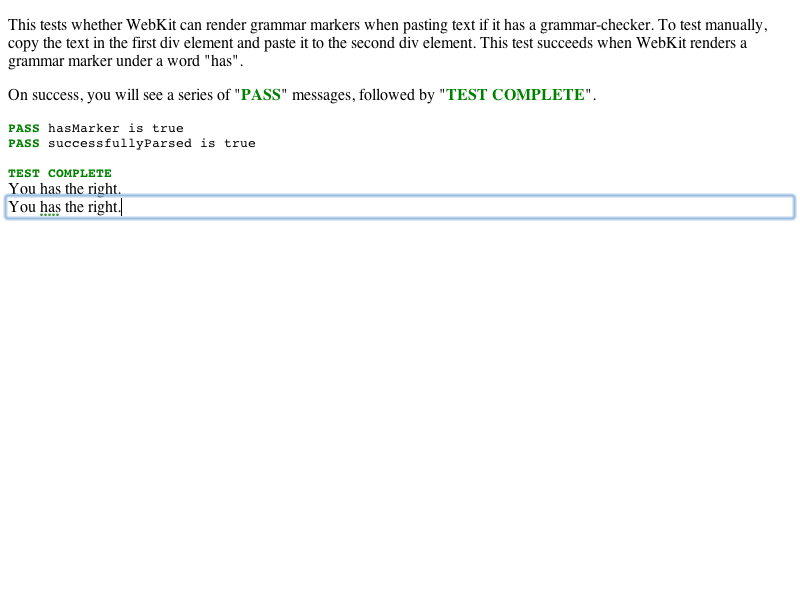 This tests whether WebKit can render grammar markers when pasting text if it has a grammar-checker. To test manually,
copy the text in the first div element and paste it to the second div element. This test succeeds when WebKit renders a
grammar marker under a word "has".
On success, you will see a series of "PASS" messages, followed by "TEST COMPLETE".
PASS hasMarker is true
PASS successfullyParsed is true
TEST COMPLETE
You has the right.
You has the right.